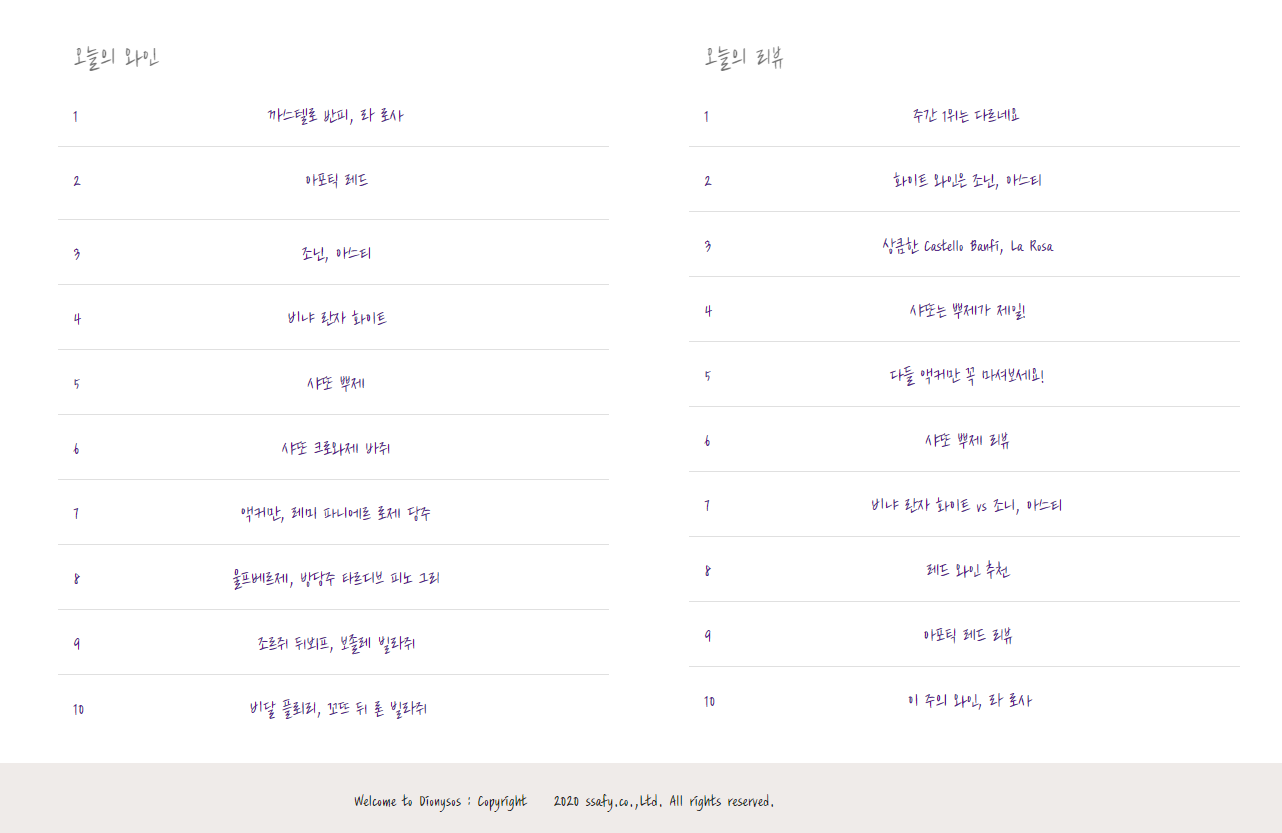 오늘의 와인
1 까스텔로 반피, 라 로사
2 아포틱 레드
3 조닌, 아스티
4 비냐 란자 화이트
5 샤또 뿌제
6 샤또 크로와제 바쥐
7 액커만, 레미 파니에르 로제 당주
8 울프베르제, 방당주 타르디브 피노 그리
9 조르쥐 뒤뵈프, 보졸레 빌라쥐
10 비달 플뢰리, 꼬뜨 뒤 론 빌라쥐
오늘의 리뷰
1 주간 1위는 다르네요
2 화이트 와인은 조닌, 아스티
3 상큼한 Castello Banfi, La Rosa
4 샤또는 뿌제가 제일!
5 다들 액커만 꼭 마셔보세요!
6 샤또 뿌제 리뷰
7 비냐 란자 화이트 vs 조니, 아스티
8 레드 와인 추천
9 아포틱 레드 리뷰
10 이 주의 와인, 라 로사
Welcome to Dionysos : Copyright 2020 ssafy.co.,Ltd. All rights reserved.